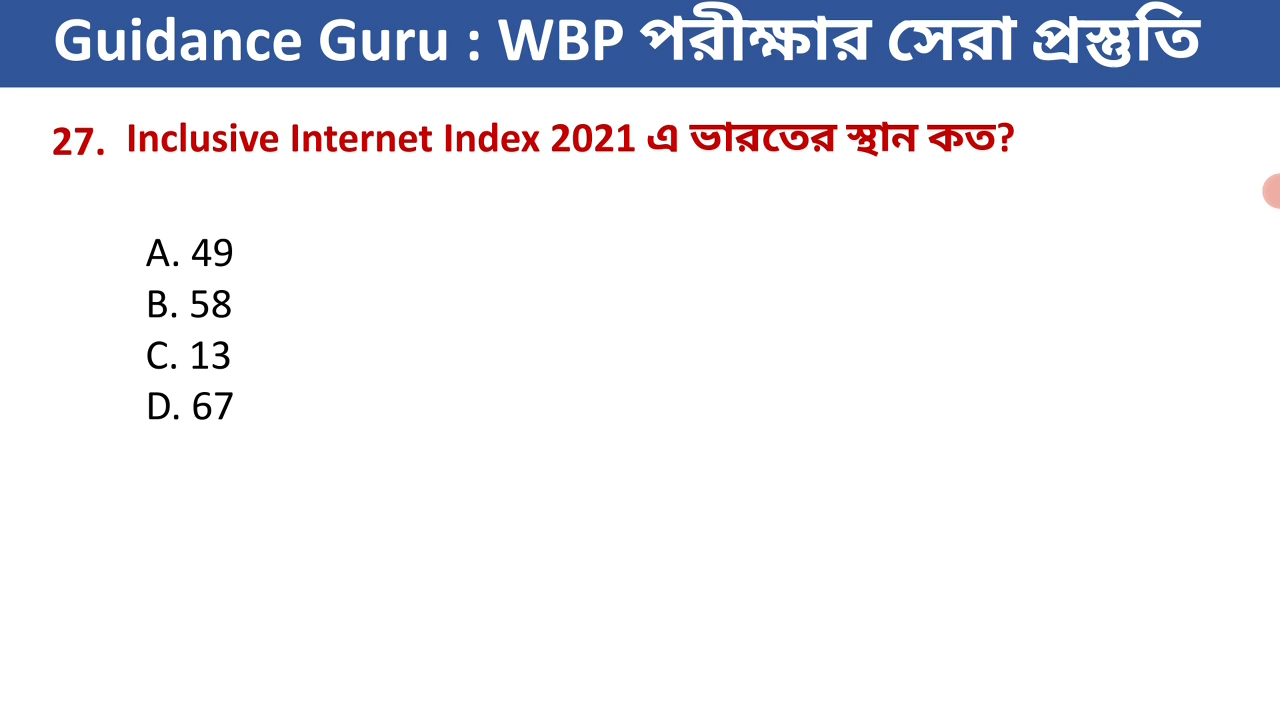 Guidance Guru : WBP পরীক্ষার সেরা প্রস্তুতি
27. Inclusive Internet Index 2021 এ ভারতের স্থান কত?
A. 49
B. 58
C. 13
D. 67